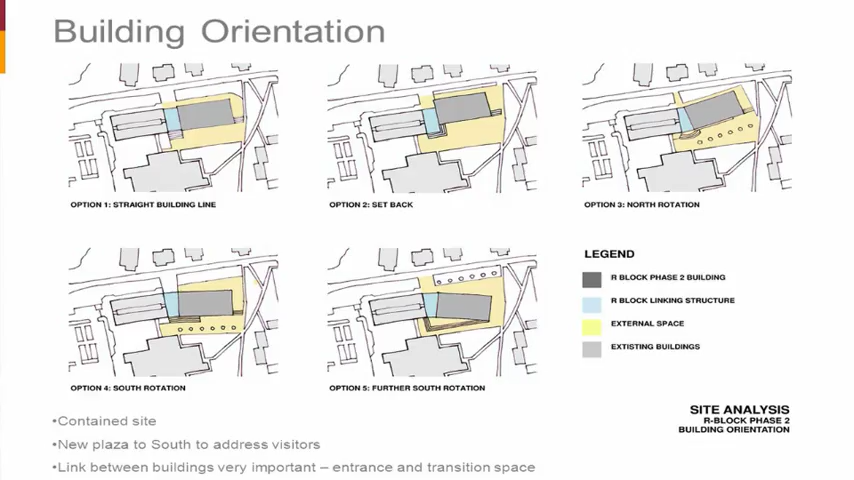 Building Orientation
OPTION 1: STRAIGHT BUILDING LINE
OPTION 2: SET BACK
OPTION 3: NORTH ROTATION
OPTION 4: SOUTH ROTATION
OPTION 5: FURTHER SOUTH ROTATION
LEGEND
R BLOCK PHASE 2 BUILDING
R BLOCK LINKING STRUCTURE
EXTERNAL SPACE
EXTISTING BUILDINGS
•Contained site
•New plaza to South to address visitors
•Link between buildings very important – entrance and transition space
SITE ANALYSIS
R-BLOCK PHASE 2
BUILDING ORIENTATION